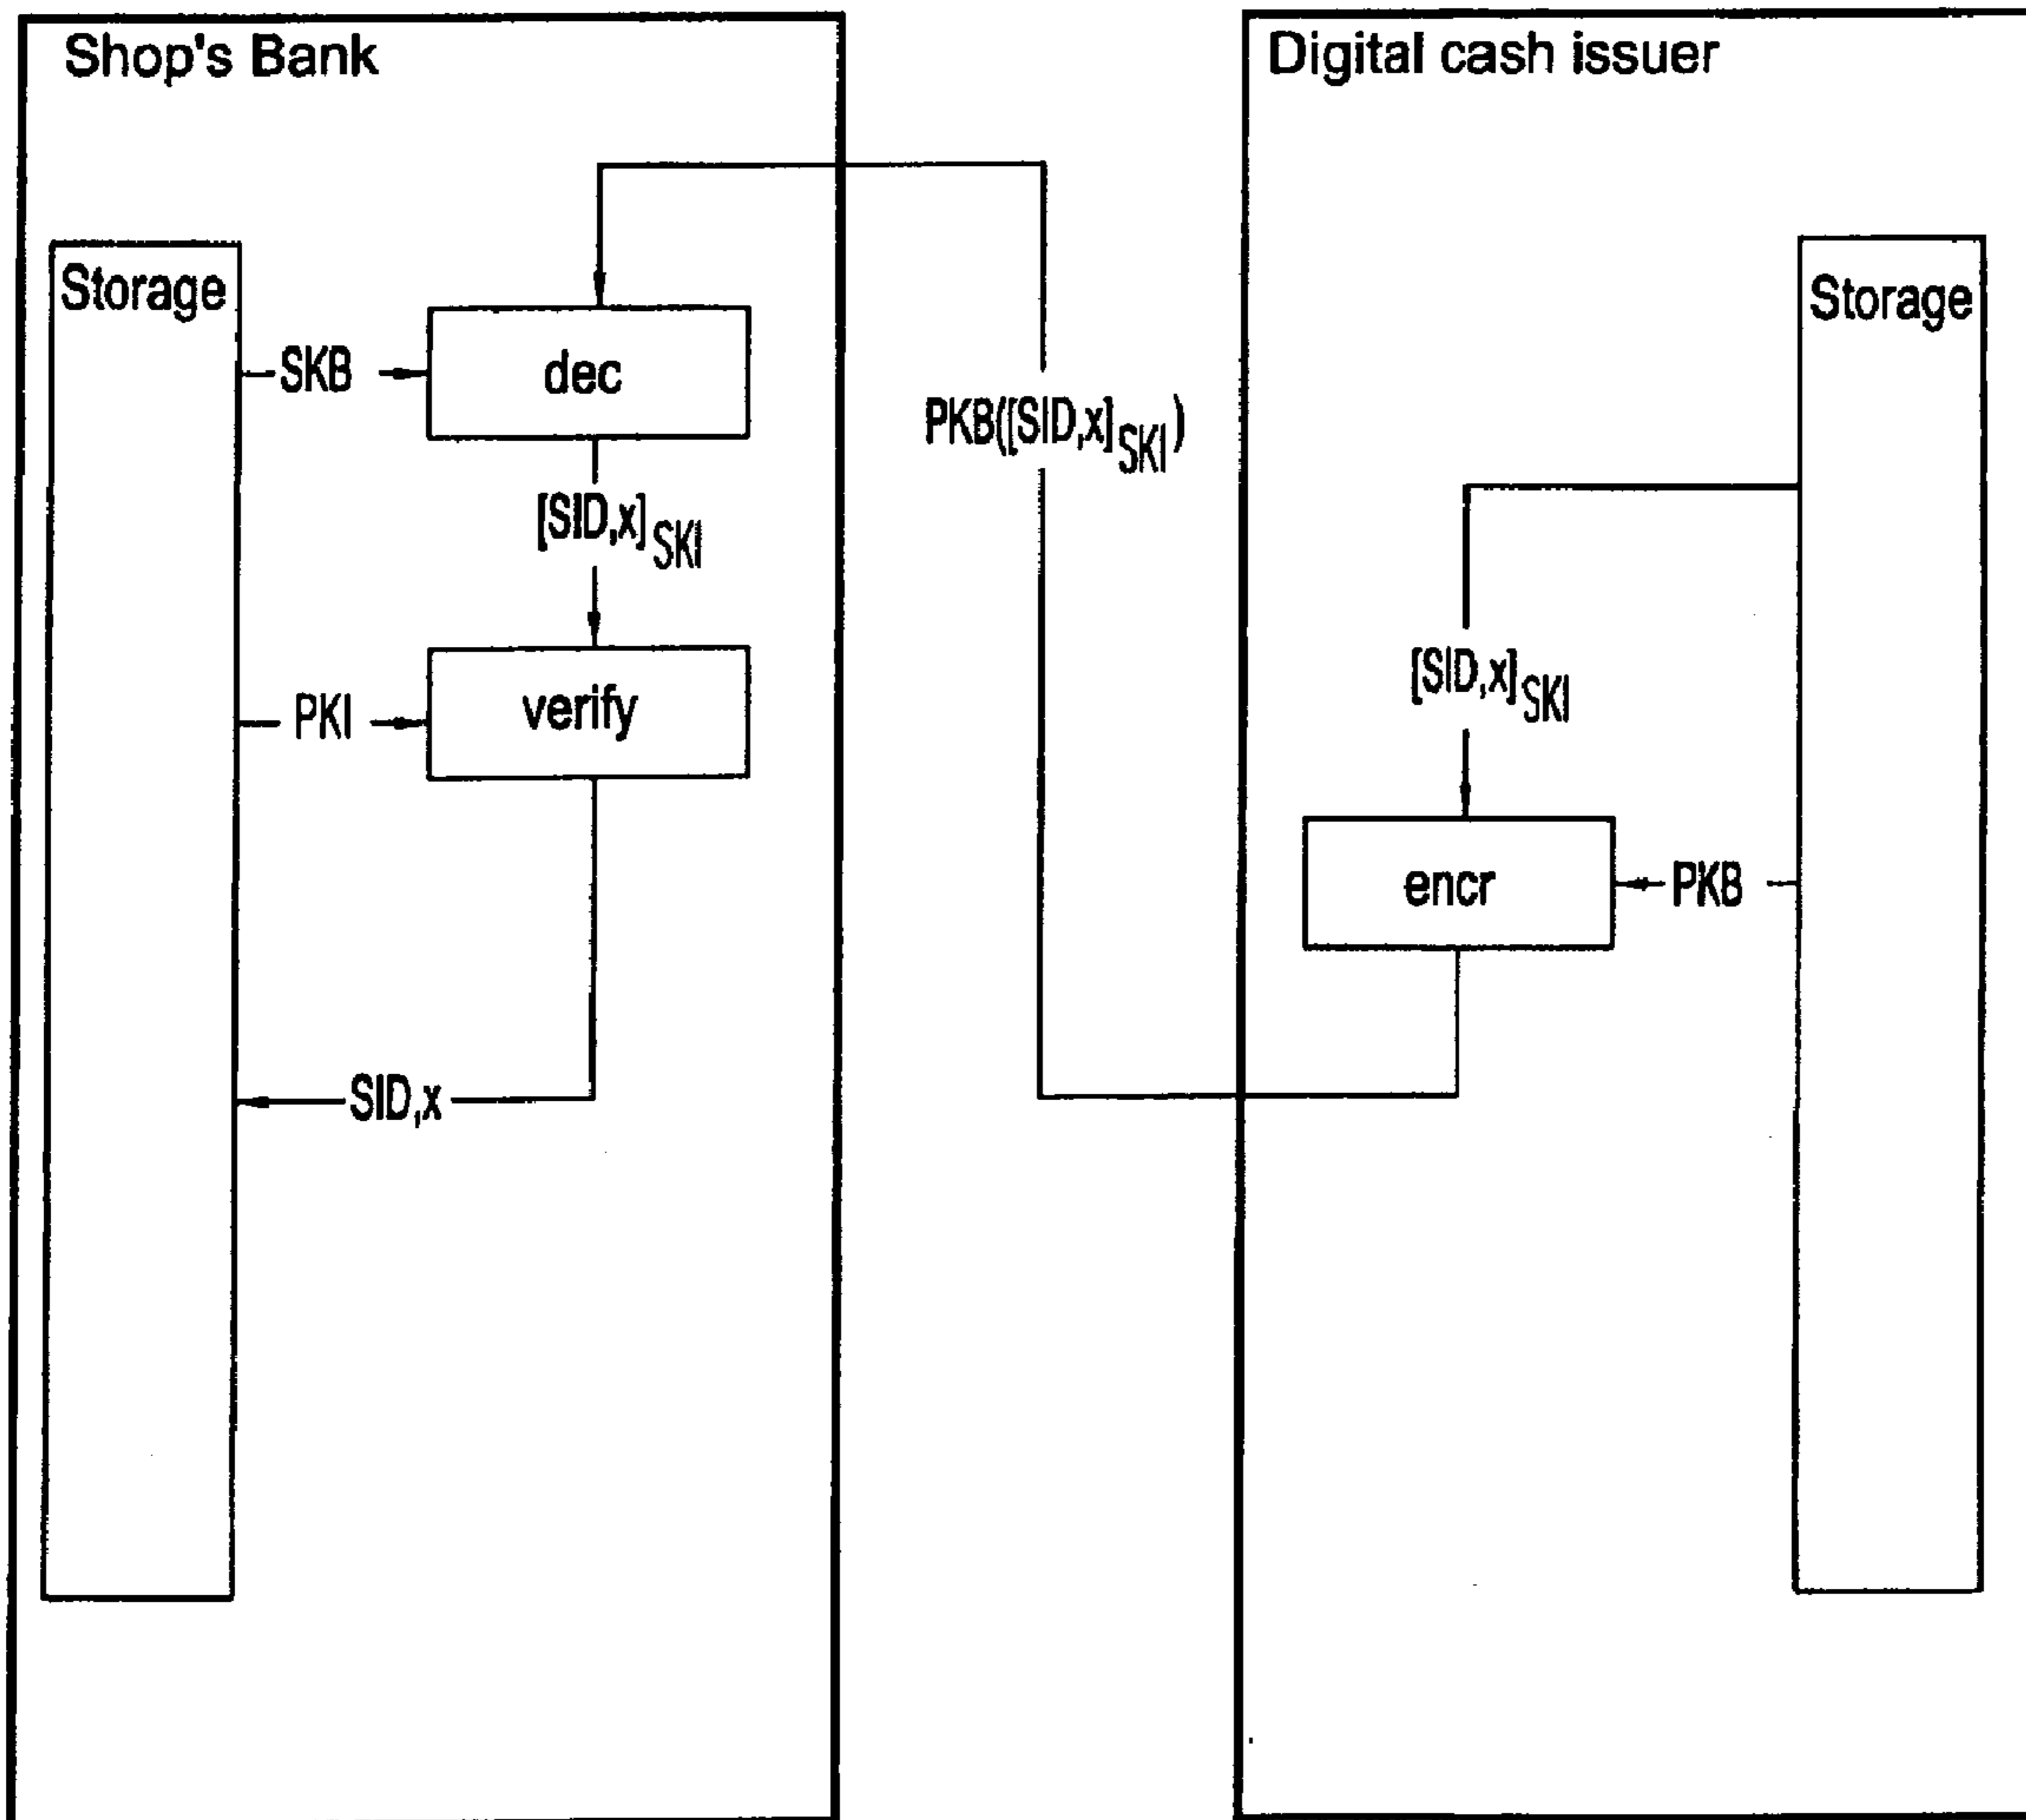 Shop's Bank
Storage
SKB
dec
[SID,x]SKI
PKI
verify
SID,x
PKB([SID,x]SKI)
Digital cash issuer
Storage
[SID,x]SKI
encr
PKB